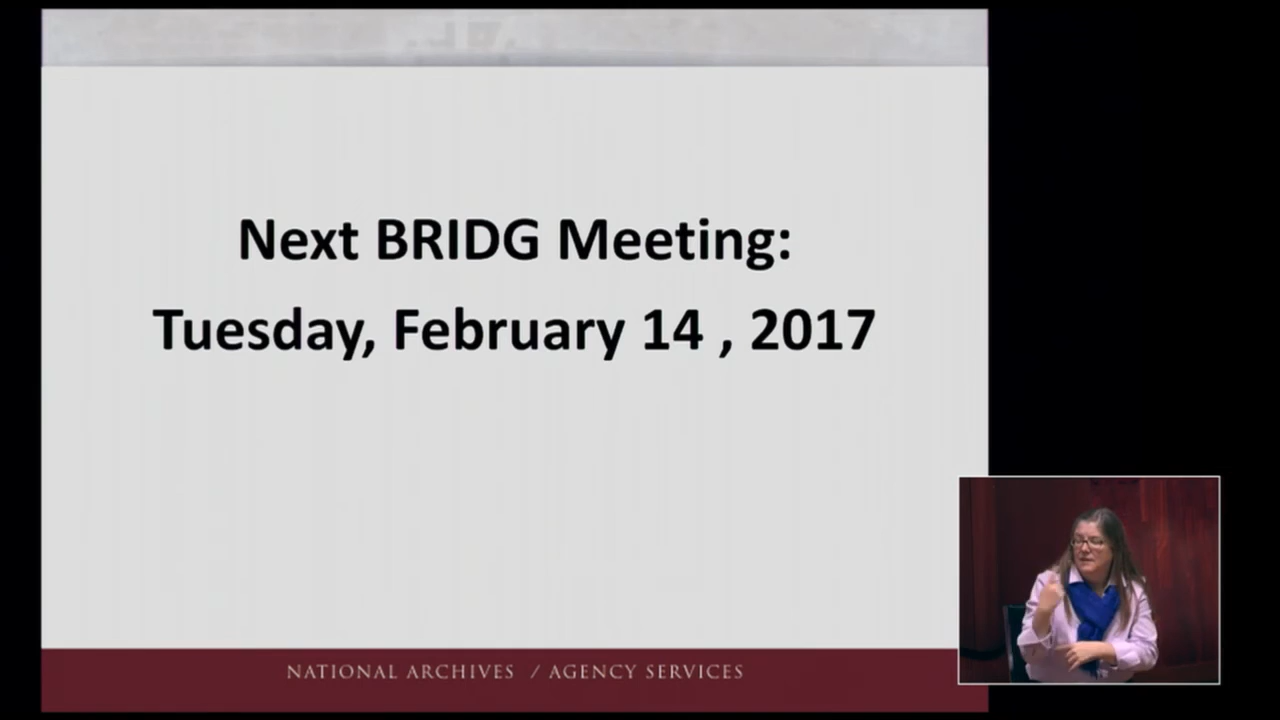 Next BRIDG Meeting:
Tuesday, February 14 , 2017
NATIONAL ARCHIVES / AGENCY SERVICES